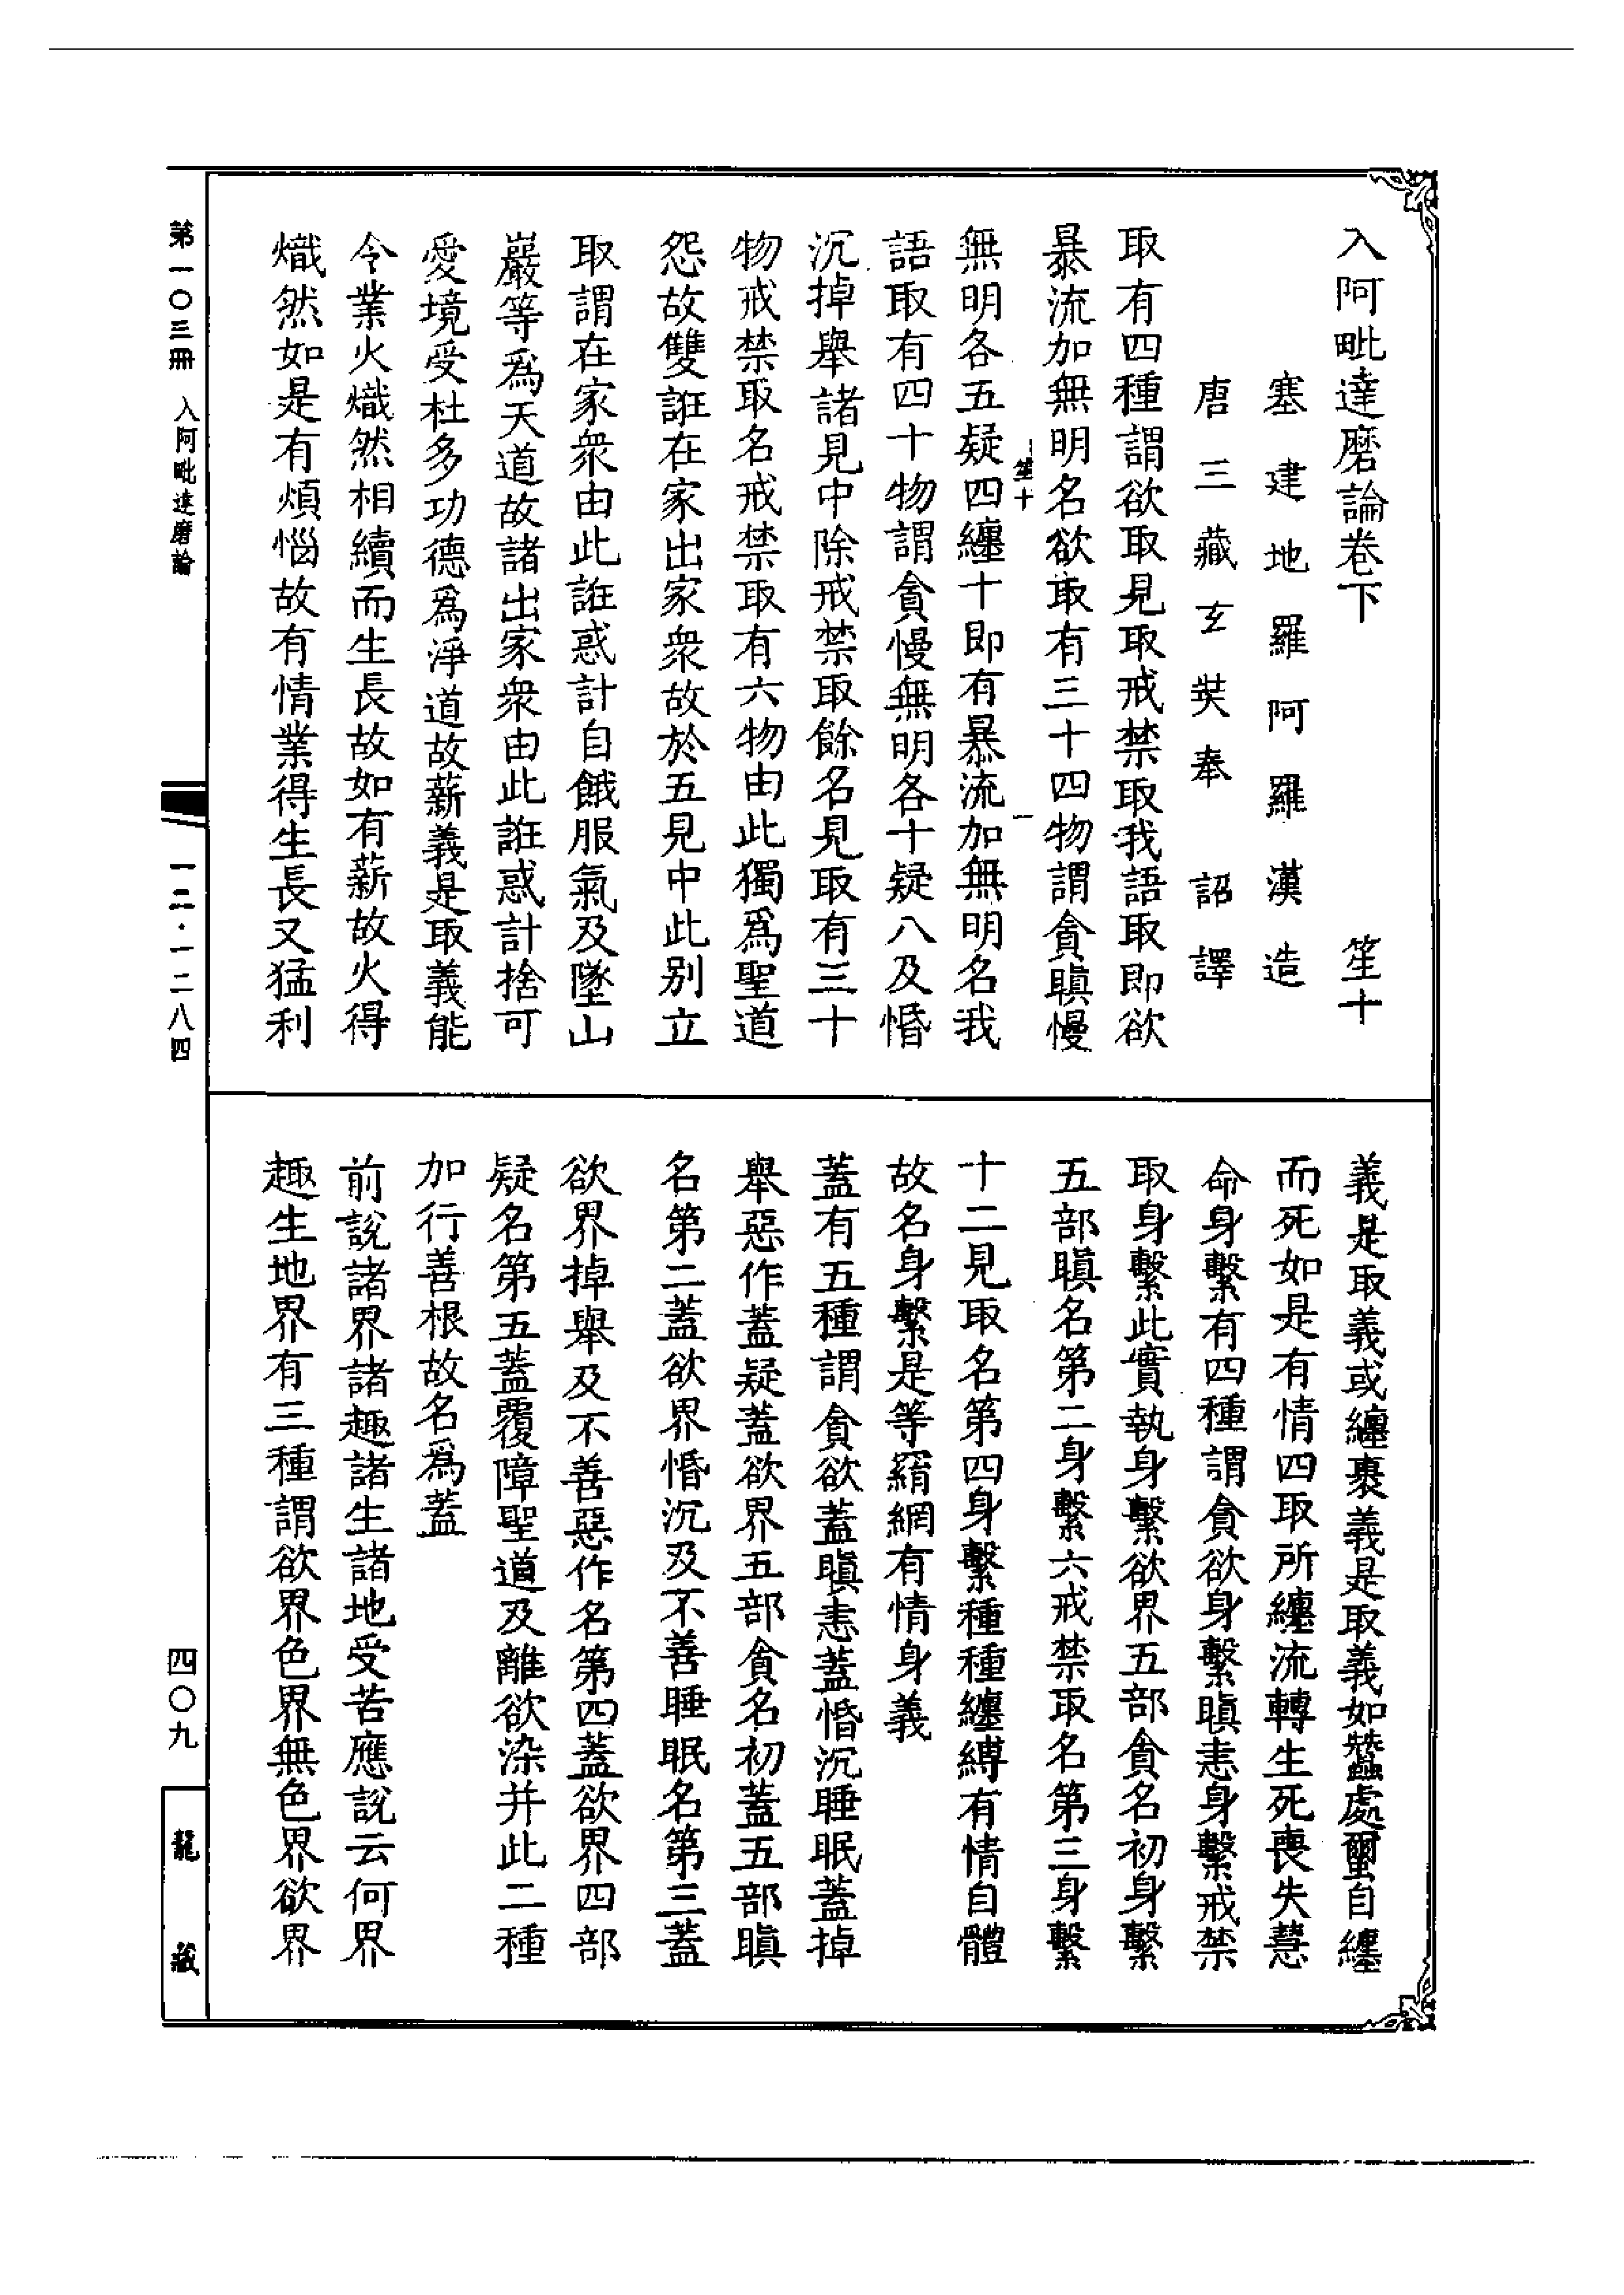 入阿毗達磨論卷下　笙十
塞建地羅阿羅漢造
唐三藏玄奘奉　詔譯
取有四種謂欲取見取戒禁取我語取即欲
暴流加無明名欲取有三十四物謂貪瞋慢
笙十　一
無明各五疑四纏十即有暴流加無明名我
語取有四十物謂貪慢無明各十疑八及惛
沉掉舉諸見中除戒禁取餘名見取有三十
物戒禁取名戒禁取有六物由此獨爲聖道
怨故雙誑在家出家衆故於五見中此別立
取謂在家衆由此誑惑計自餓服氣及墜山
巖等爲天道故諸出家衆由此誑惑計捨可
愛境受杜多功德爲淨道故薪義是取義能
令業火熾然相續而生長故如有薪故火得
熾然如是有煩惱故有情業得生長又猛利
義是取義或纏裹義是取義如蠶處蠒自纏
而死如是有情四取所纏流轉生死喪失慧
命身繫有四種謂貪欲身繫瞋恚身繫戒禁
取身繫此實執身繫欲界五部貪名初身繫
五部瞋名第二身繫六戒禁取名第三身繫
十二見取名第四身繫種種纏縛有情自體
故名身繫是等羂網有情身義
蓋有五種謂貪欲蓋瞋恚蓋惛沉睡眠蓋掉
舉惡作蓋疑蓋欲界五部貪名初蓋五部瞋
名第二蓋欲界惛沉及不善睡眠名第三蓋
欲界掉舉及不善惡作名第四蓋欲界四部
疑名第五蓋覆障聖道及離欲染并此二種
加行善根故名爲蓋
前說諸界諸趣諸生諸地受苦應說云何界
趣生地界有三種謂欲界色界無色界欲界
第一〇三冊　入阿毗達磨論　一二·一二八四　四〇九　龍藏